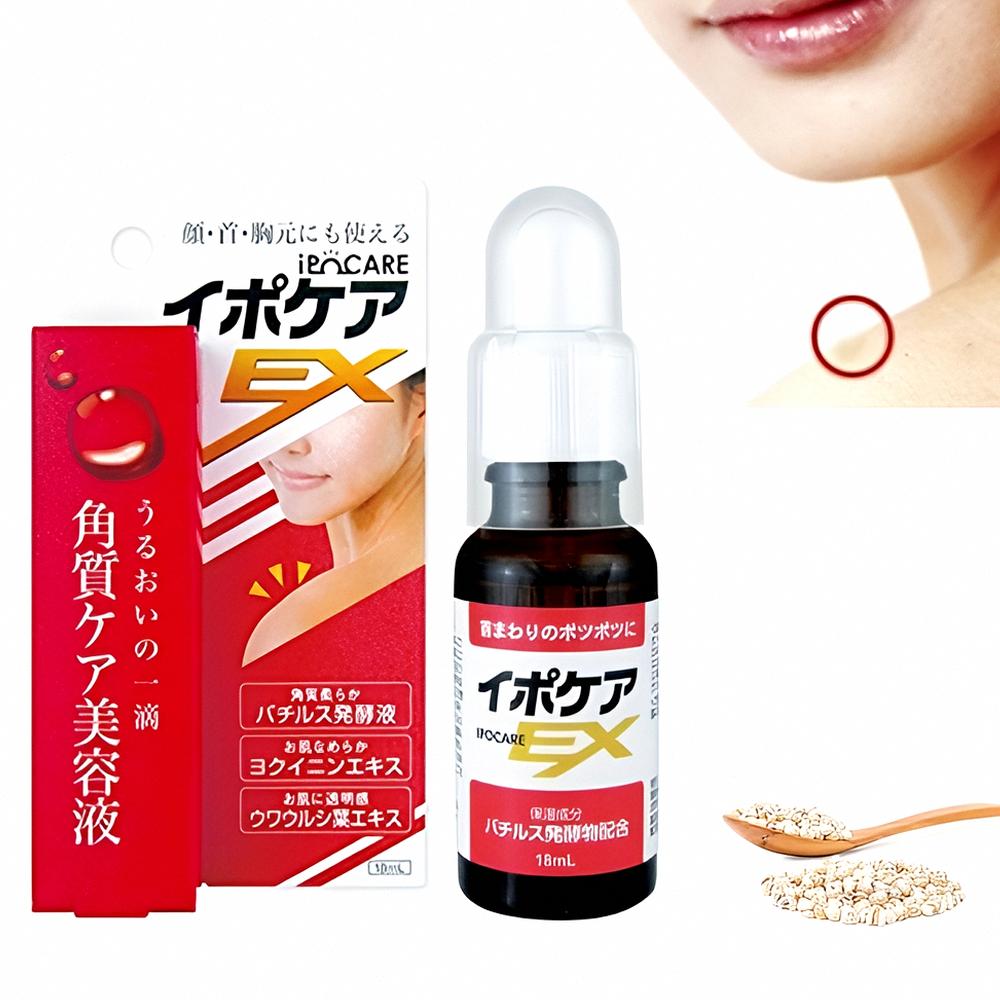 顔・首・胸元にも使える
iPOCARE
イポケア
EX
うるおいの一滴
角質ケア美容液
角質柔らか
バチルス発酵液
お肌なめらか
ヨクイニンエキス
お肌に透明感
ウワウルシ葉エキス
18mL
首まわりのポツポツに
イポケア
IPOCARE
EX
保湿成分
バチルス発酵物配合
18mL